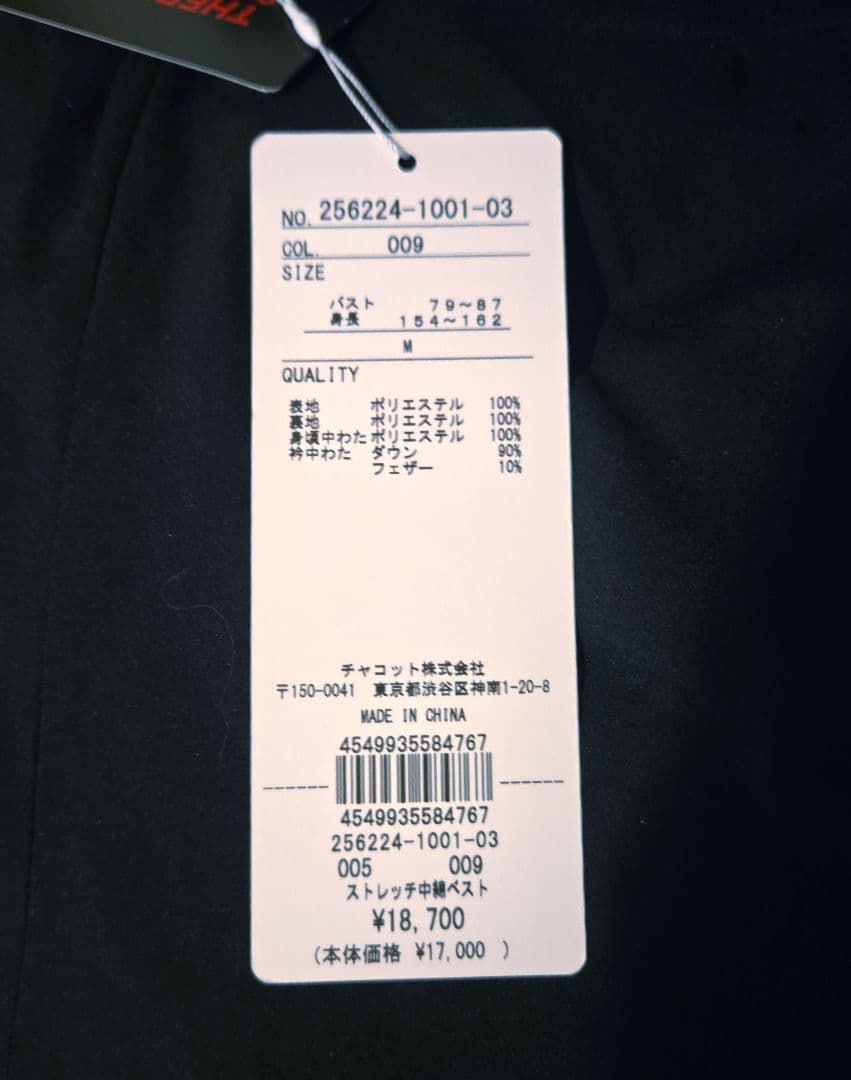 NO. 256224-1001-03
COL. 009
SIZE
バスト 79~87
身長 154~162
M
QUALITY
表地 ポリエステル 100%
裏地 ポリエステル 100%
身頃中わた ポリエステル 100%
衿中わた ダウン 90%
フェザー 10%
チャコット株式会社
〒150-0041 東京都渋谷区神南1-20-8
MADE IN CHINA
4549935584767
4549935584767
256224-1001-03
005 009
ストレッチ中綿ベスト
¥18,700
(本体価格 ¥17,000 )